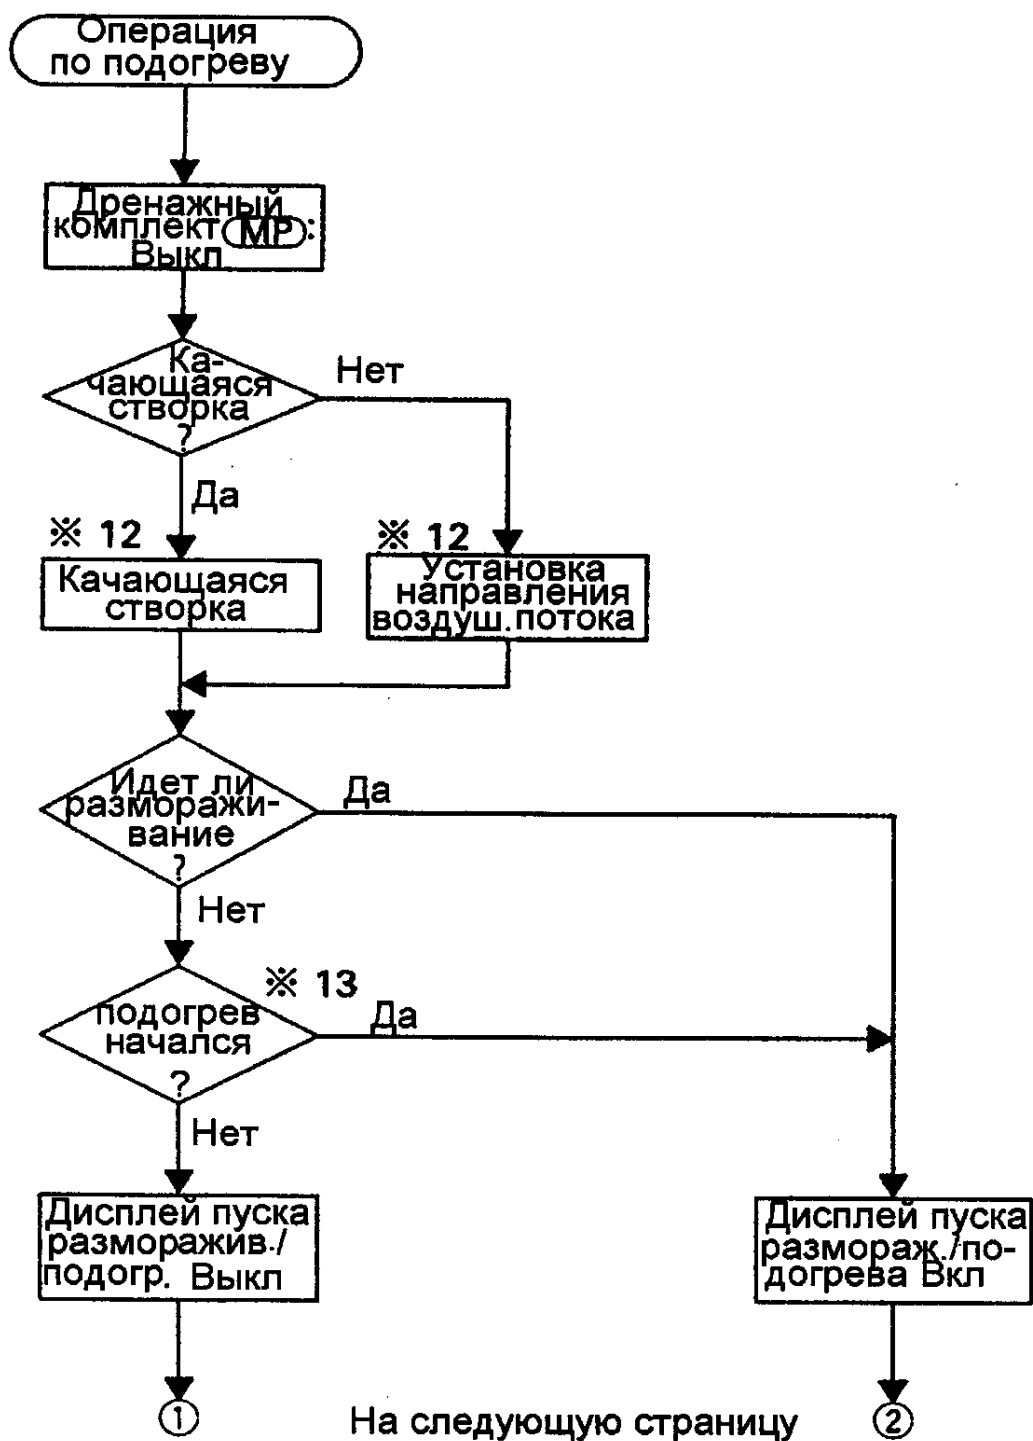 Операция
по подогреву
Дренажный
комплект MP:
Выкл
Ка-
чающаяся
створка
?
Нет
Да
※ 12
※ 12
Качающаяся
створка
Установка
направления
воздуш.потока
Идет ли
разморажи-
вание
?
Да
Нет
※ 13
подогрев
начался
?
Да
Нет
Дисплей пуска
разморажив./
подогр. Выкл
Дисплей пуска
размораж./по-
догрева Вкл
①
На следующую страницу
②